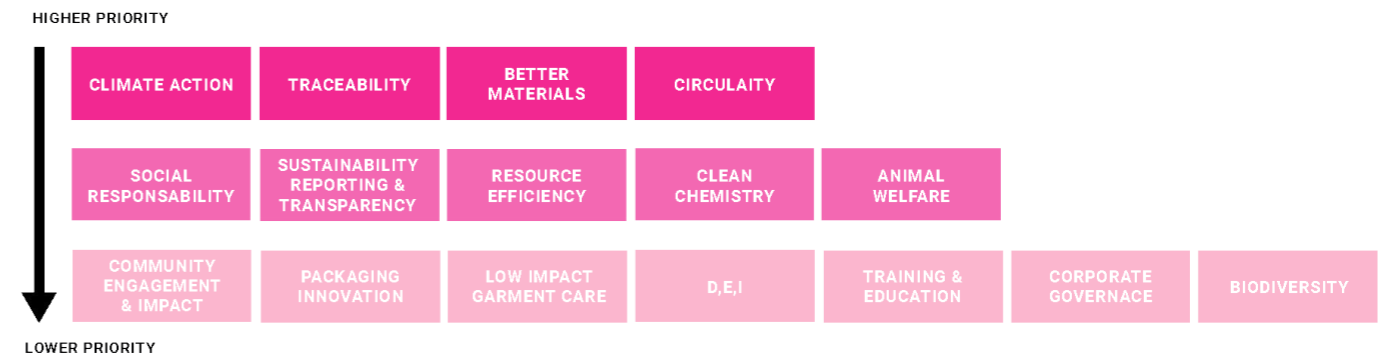 HIGHER PRIORITY
CLIMATE ACTION
TRACEABILITY
BETTER
MATERIALS
CIRCULAITY
SOCIAL
RESPONSABILITY
SUSTAINABILITY
REPORTING &
TRANSPARENCY
RESOURCE
EFFICIENCY
CLEAN
CHEMISTRY
ANIMAL
WELFARE
COMMUNITY
ENGAGEMENT
& IMPACT
PACKAGING
INNOVATION
LOW IMPACT
GARMENT CARE
D,E,I
TRAINING &
EDUCATION
CORPORATE
GOVERNACE
BIODIVERSITY
LOWER PRIORITY